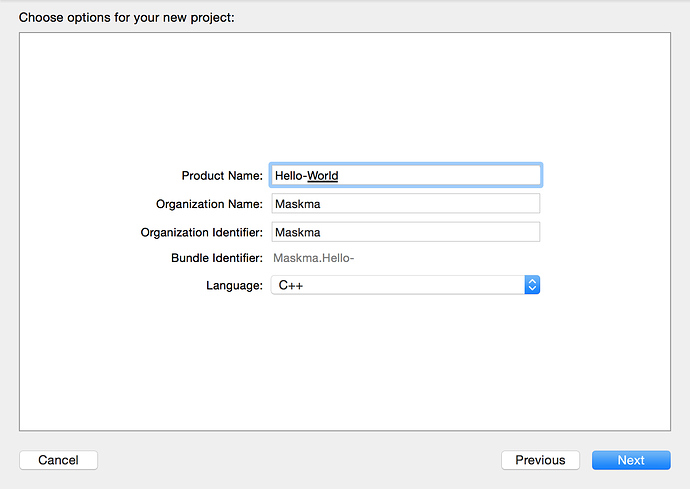 Choose options for your new project:
Product Name: Hello-World
Organization Name: Maskma
Organization Identifier: Maskma
Bundle Identifier: Maskma.Hello-
Language: C++
Cancel Previous Next